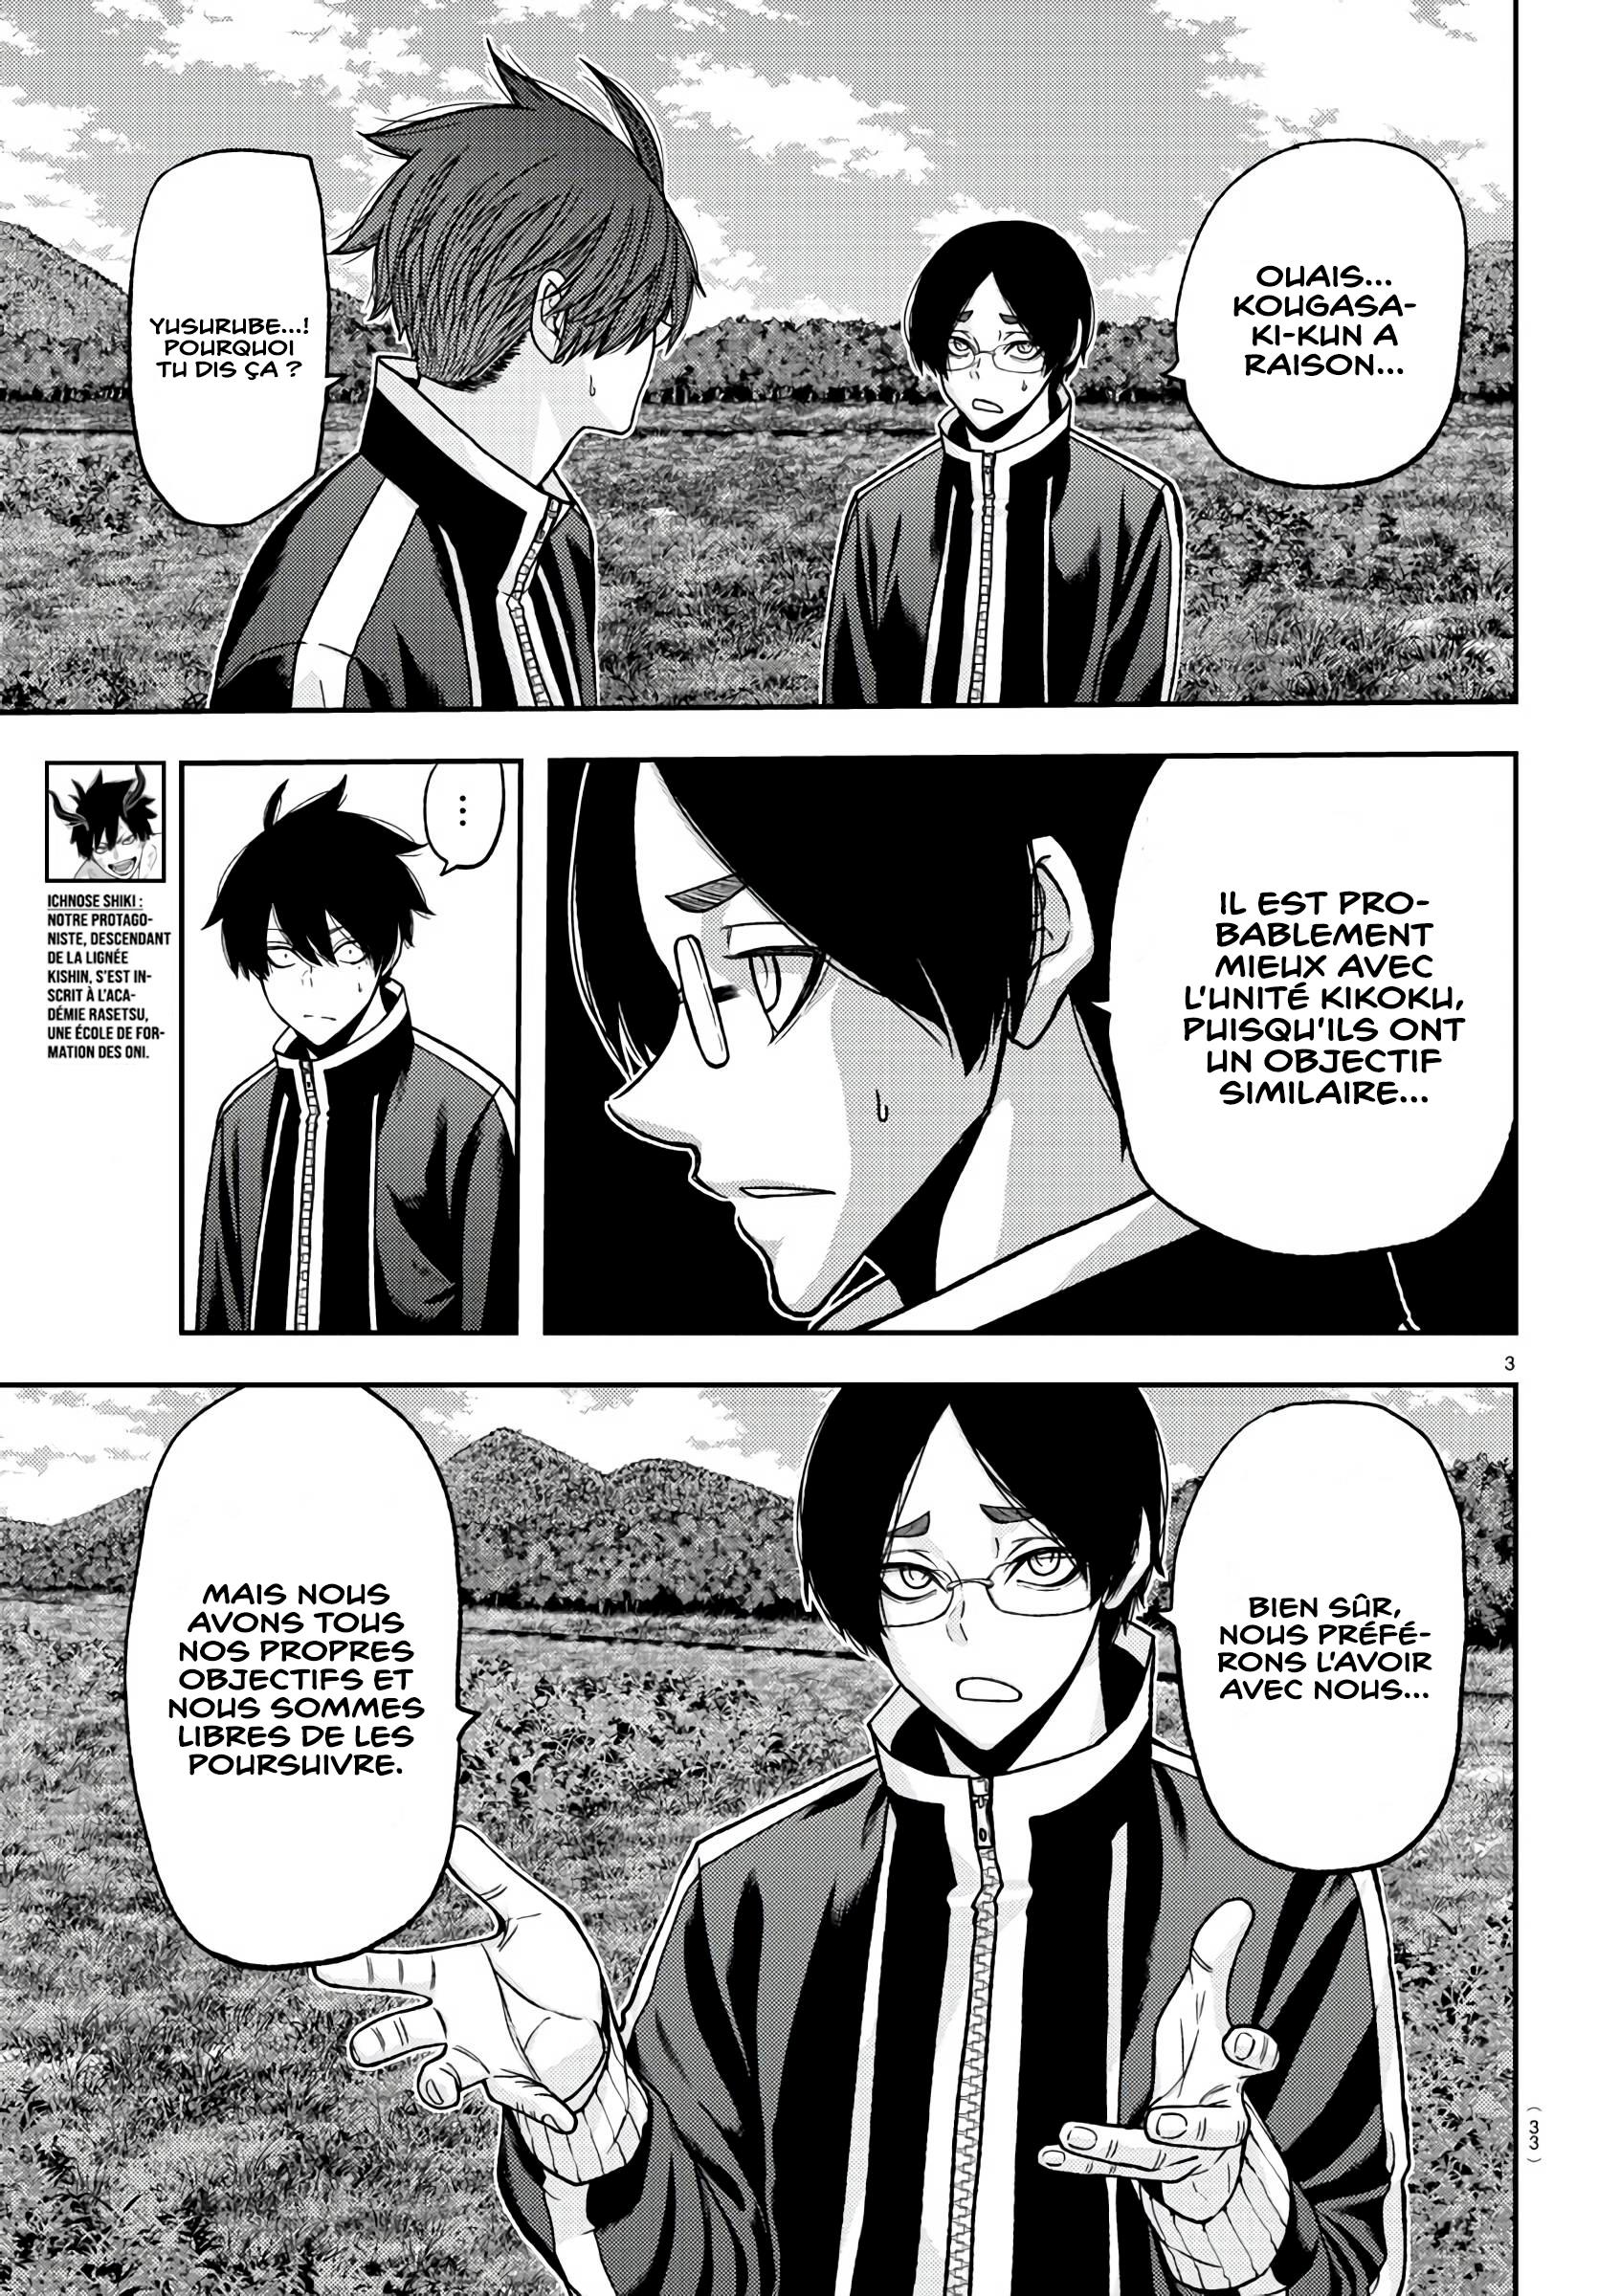 OUAIS...
KOUGASA-
KI-KUN A
RAISON...
YUSURUBE...!
POURQUOI
TU DIS ÇA ?
IL EST PRO-
BABLEMENT
MIEUX AVEC
L'UNITÉ KIKOKU,
PUISQU'ILS ONT
UN OBJECTIF
SIMILAIRE...
...
ICHNOSE SHIKI :
NOTRE PROTAGO-
NISTE, DESCENDANT
DE LA LIGNÉE
KISHIN, S'EST IN-
SCRIT À L'ACA-
DÉMIE RASETSU,
UNE ÉCOLE DE FOR-
MATION DES ONI.
3
BIEN SÛR,
NOUS PRÉFÉ-
RONS L'AVOIR
AVEC NOUS...
MAIS NOUS
AVONS TOUS
NOS PROPRES
OBJECTIFS ET
NOUS SOMMES
LIBRES DE LES
POURSUIVRE.
(33)